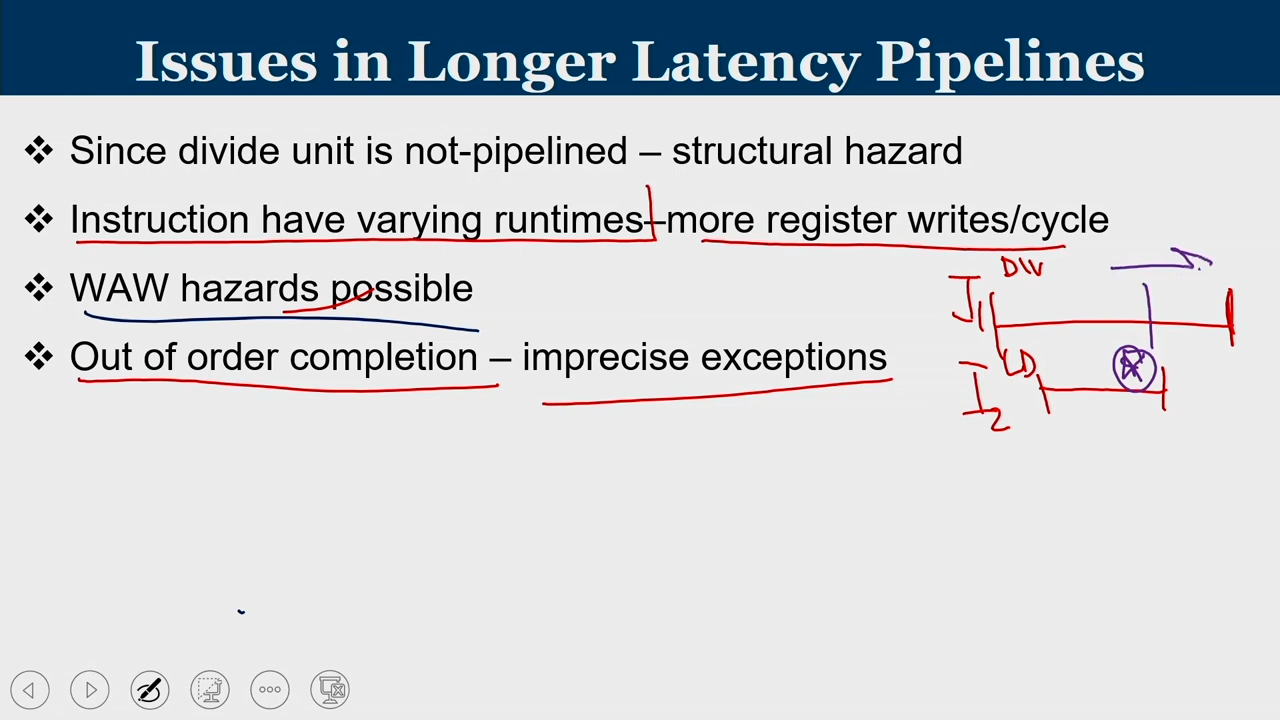 Issues in Longer Latency Pipelines
❖ Since divide unit is not-pipelined – structural hazard
❖ Instruction have varying runtimes–more register writes/cycle
❖ WAW hazards possible
❖ Out of order completion – imprecise exceptions
I1 DIV
I2 LD